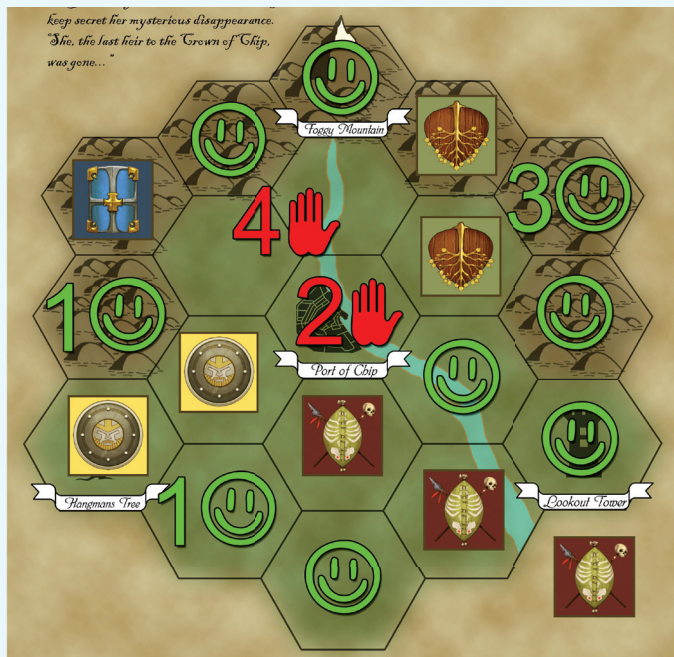 keep secret her mysterious disappearance.
"She, the last heir to the Crown of Chip,
was gone..."
Foggy Mountain
3
4
1
2
Port of Chip
Hangmans Tree
1
Lookout Tower